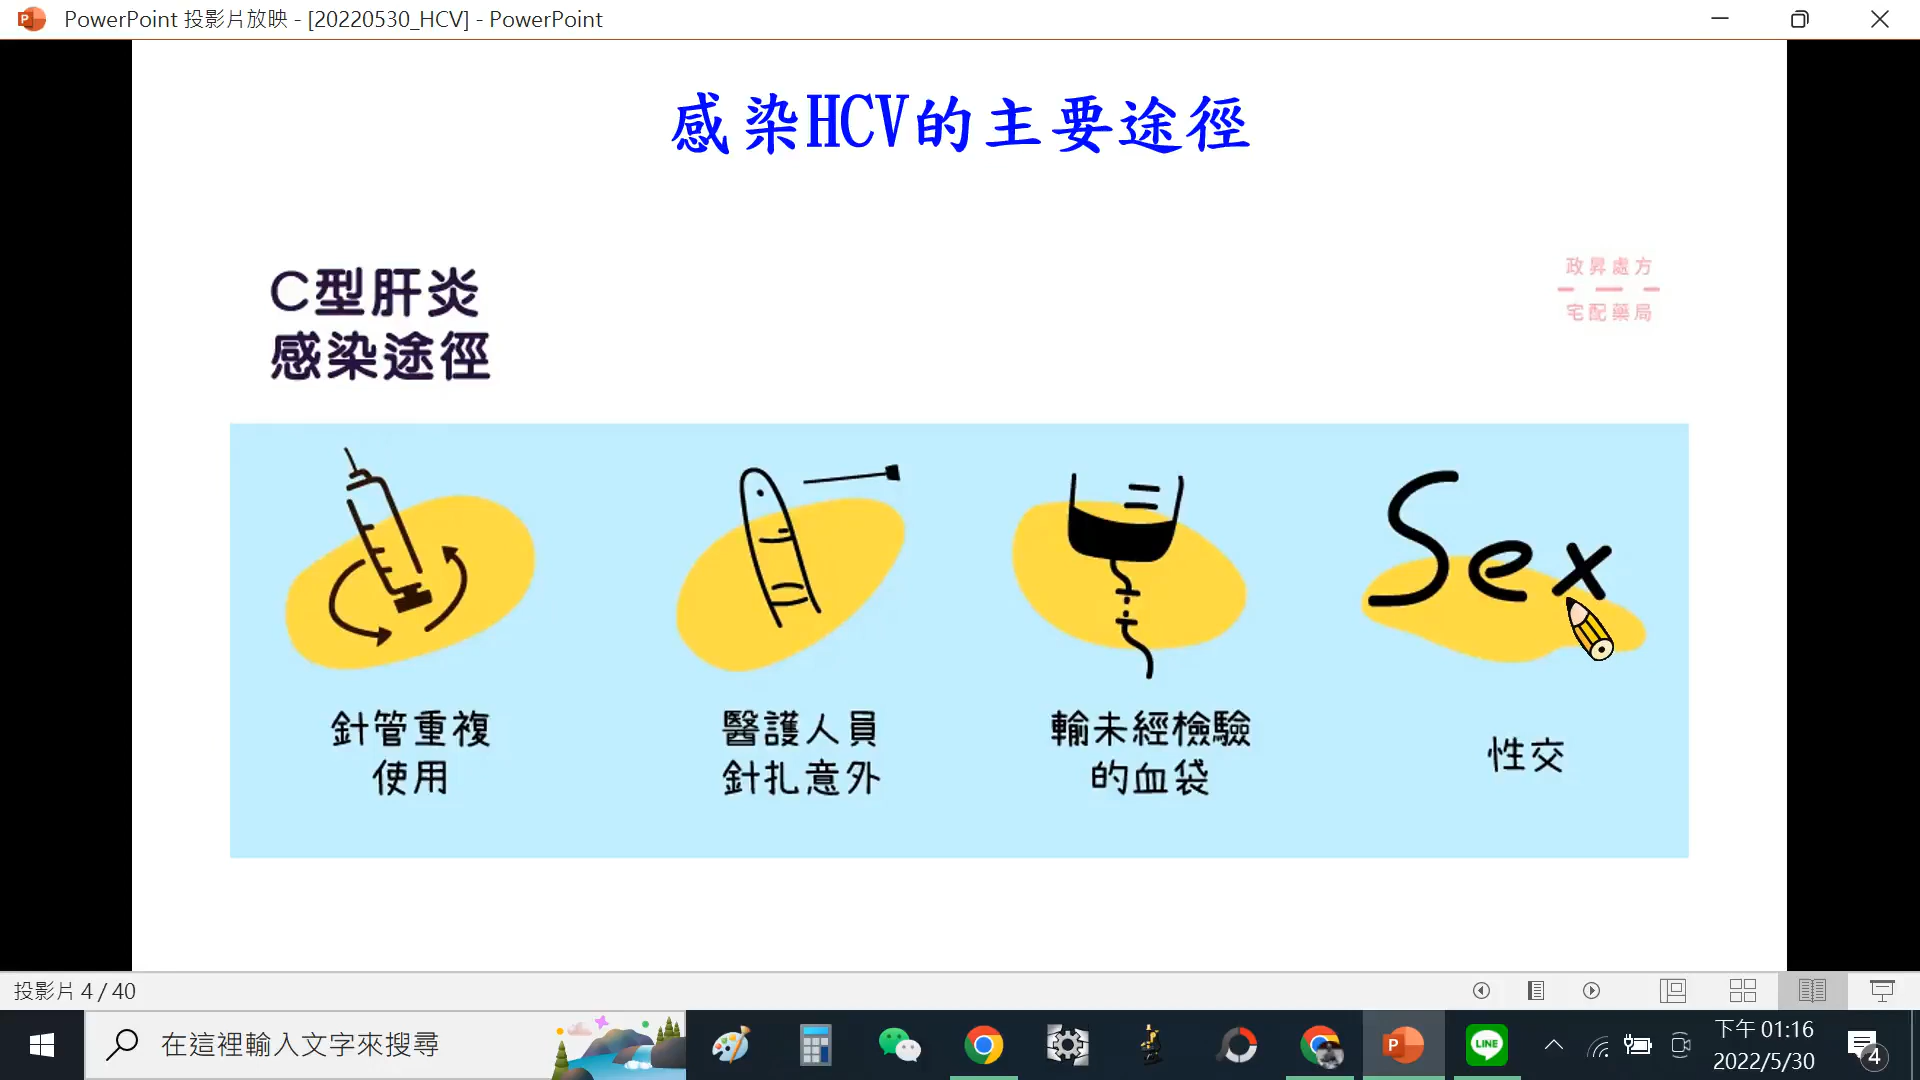 PowerPoint 投影片放映 - [20220530_HCV] - PowerPoint
感染HCV的主要途徑
C型肝炎
感染途徑
政昇處方
宅配藥局
Sex
針管重複
使用
醫護人員
針扎意外
輸未經檢驗
的血袋
性交
投影片 4 / 40
在這裡輸入文字來搜尋
P
LINE
下午 01:16
2022/5/30
4